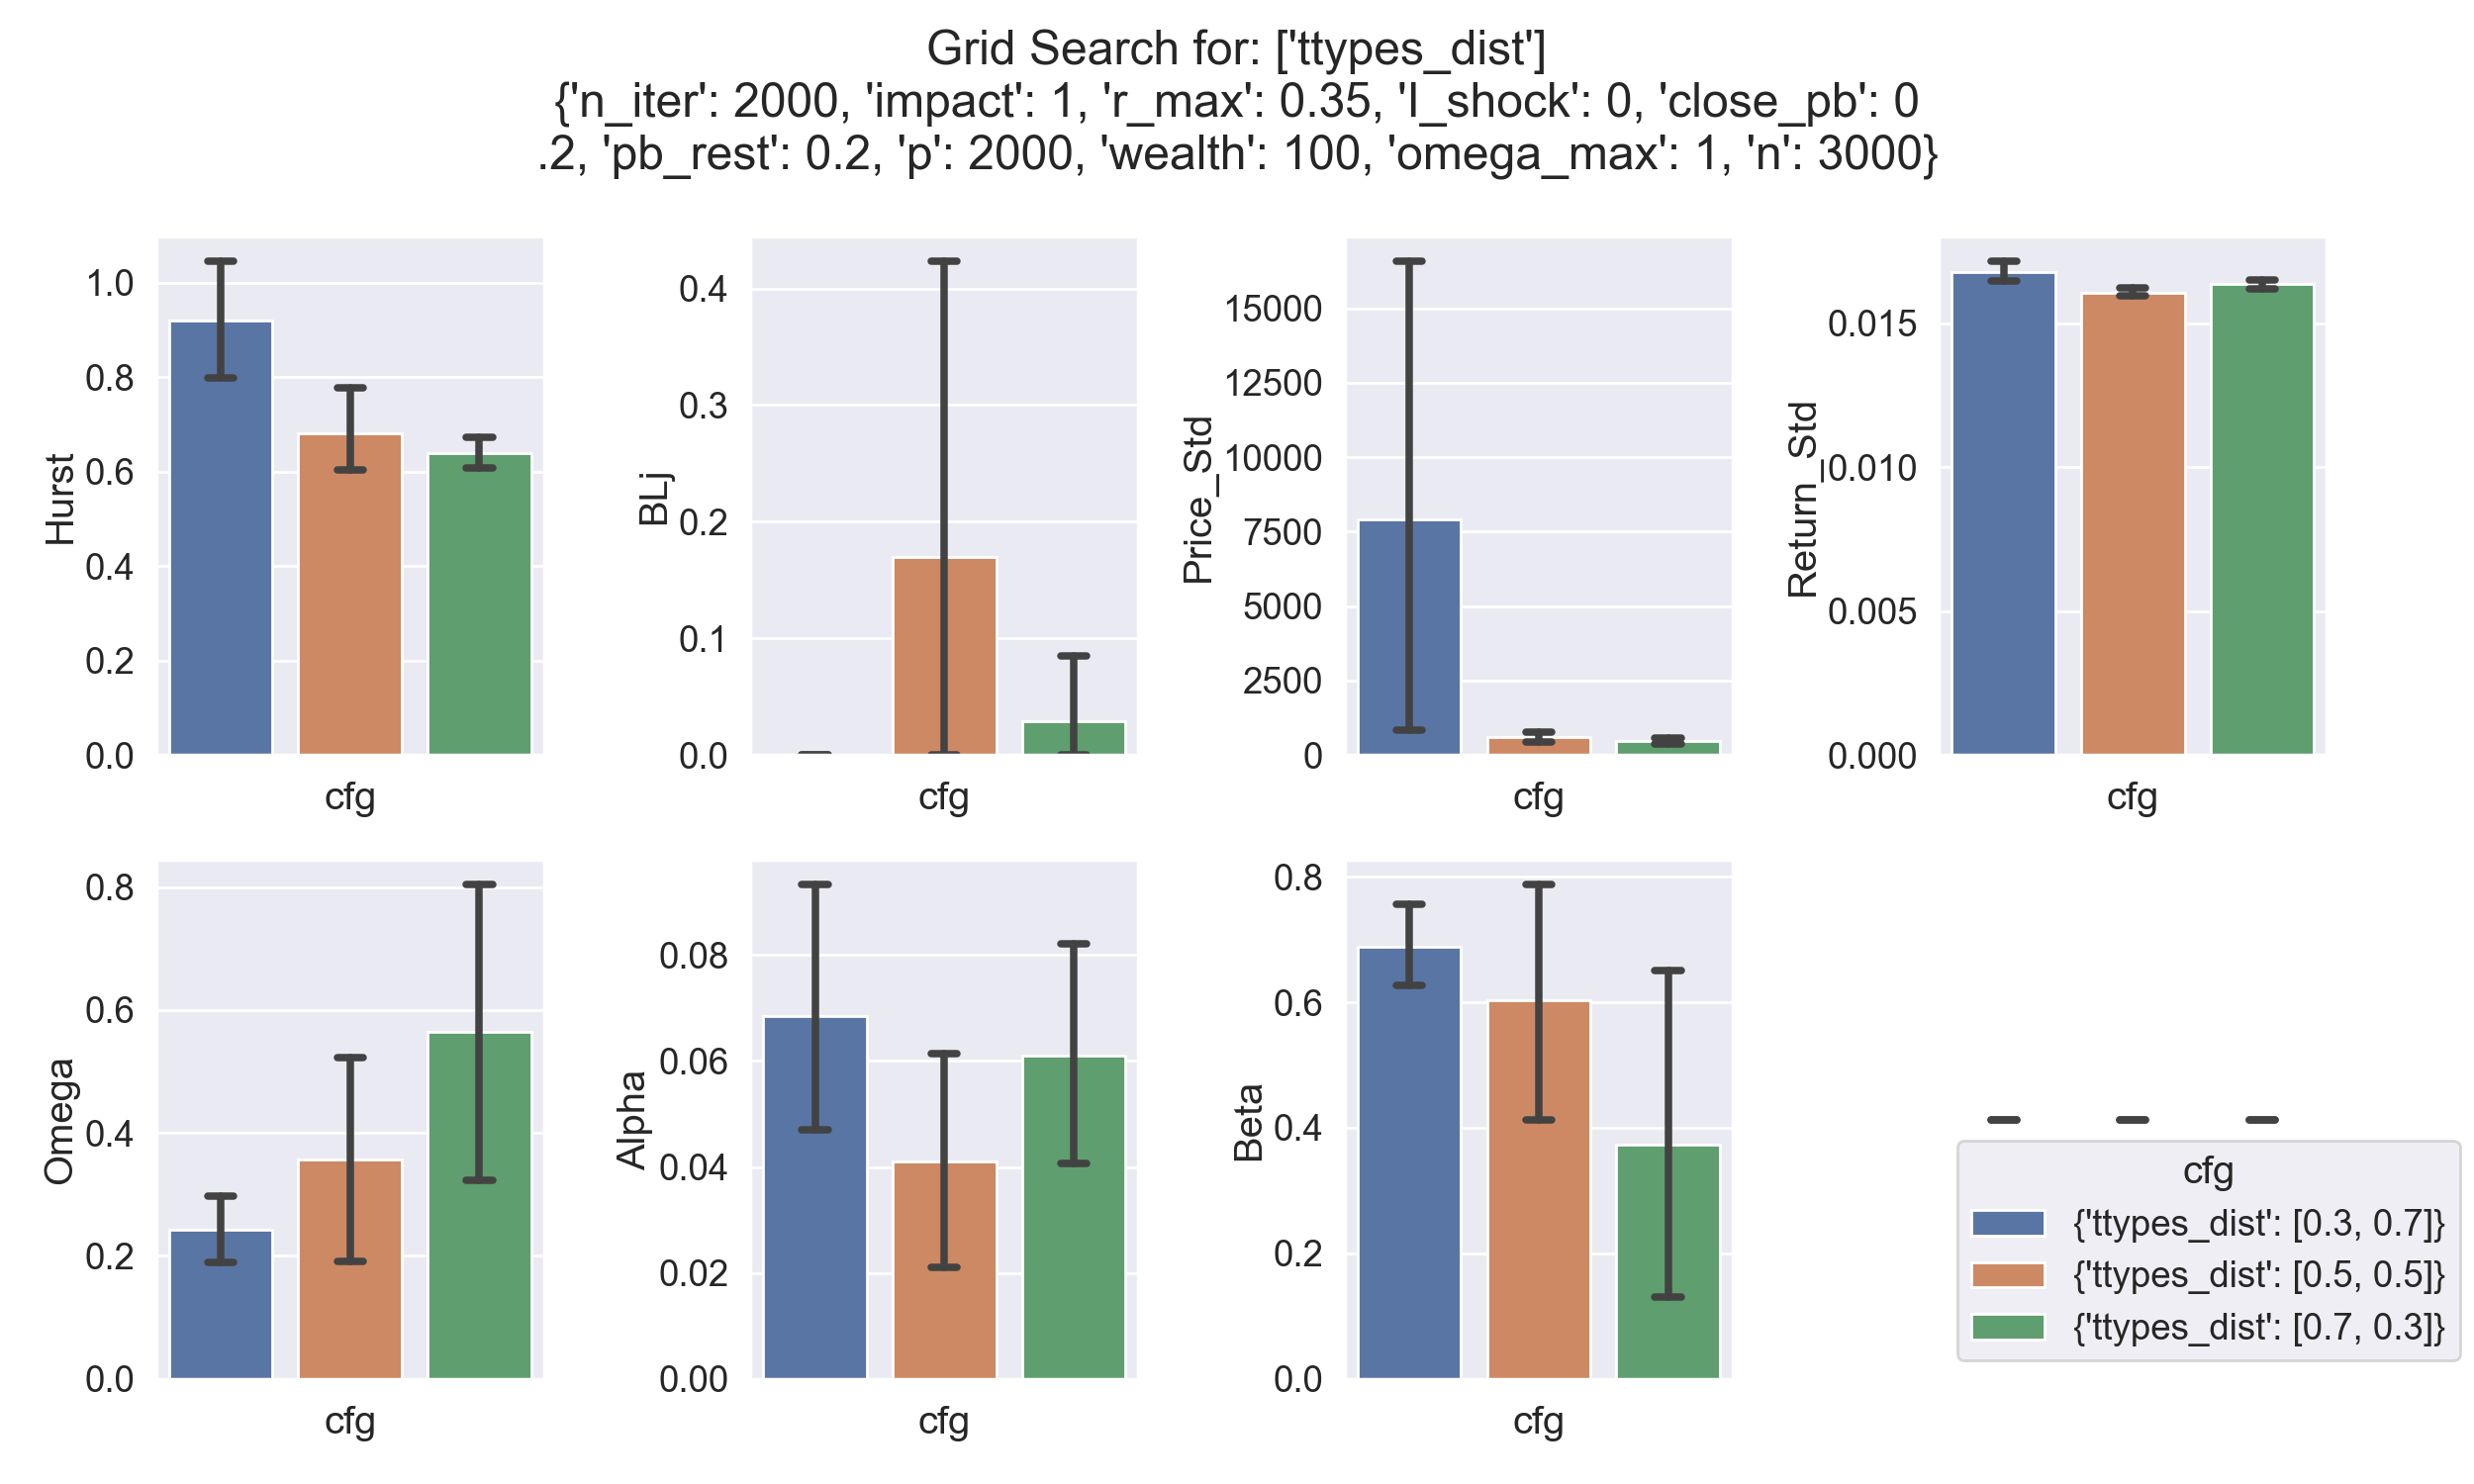 Grid Search for: ['ttypes_dist']
{'n_iter': 2000, 'impact': 1, 'r_max': 0.35, 'l_shock': 0, 'close_pb': 0
.2, 'pb_rest': 0.2, 'p': 2000, 'wealth': 100, 'omega_max': 1, 'n': 3000}
Hurst
1.0
0.8
0.6
0.4
0.2
0.0
cfg
BLj
0.4
0.3
0.2
0.1
0.0
cfg
Price_Std
15000
12500
10000
7500
5000
2500
0
cfg
Return_Std
0.015
0.010
0.005
0.000
cfg
Omega
0.8
0.6
0.4
0.2
0.0
cfg
Alpha
0.08
0.06
0.04
0.02
0.00
cfg
Beta
0.8
0.6
0.4
0.2
0.0
cfg
cfg
{'ttypes_dist': [0.3, 0.7]}
{'ttypes_dist': [0.5, 0.5]}
{'ttypes_dist': [0.7, 0.3]}